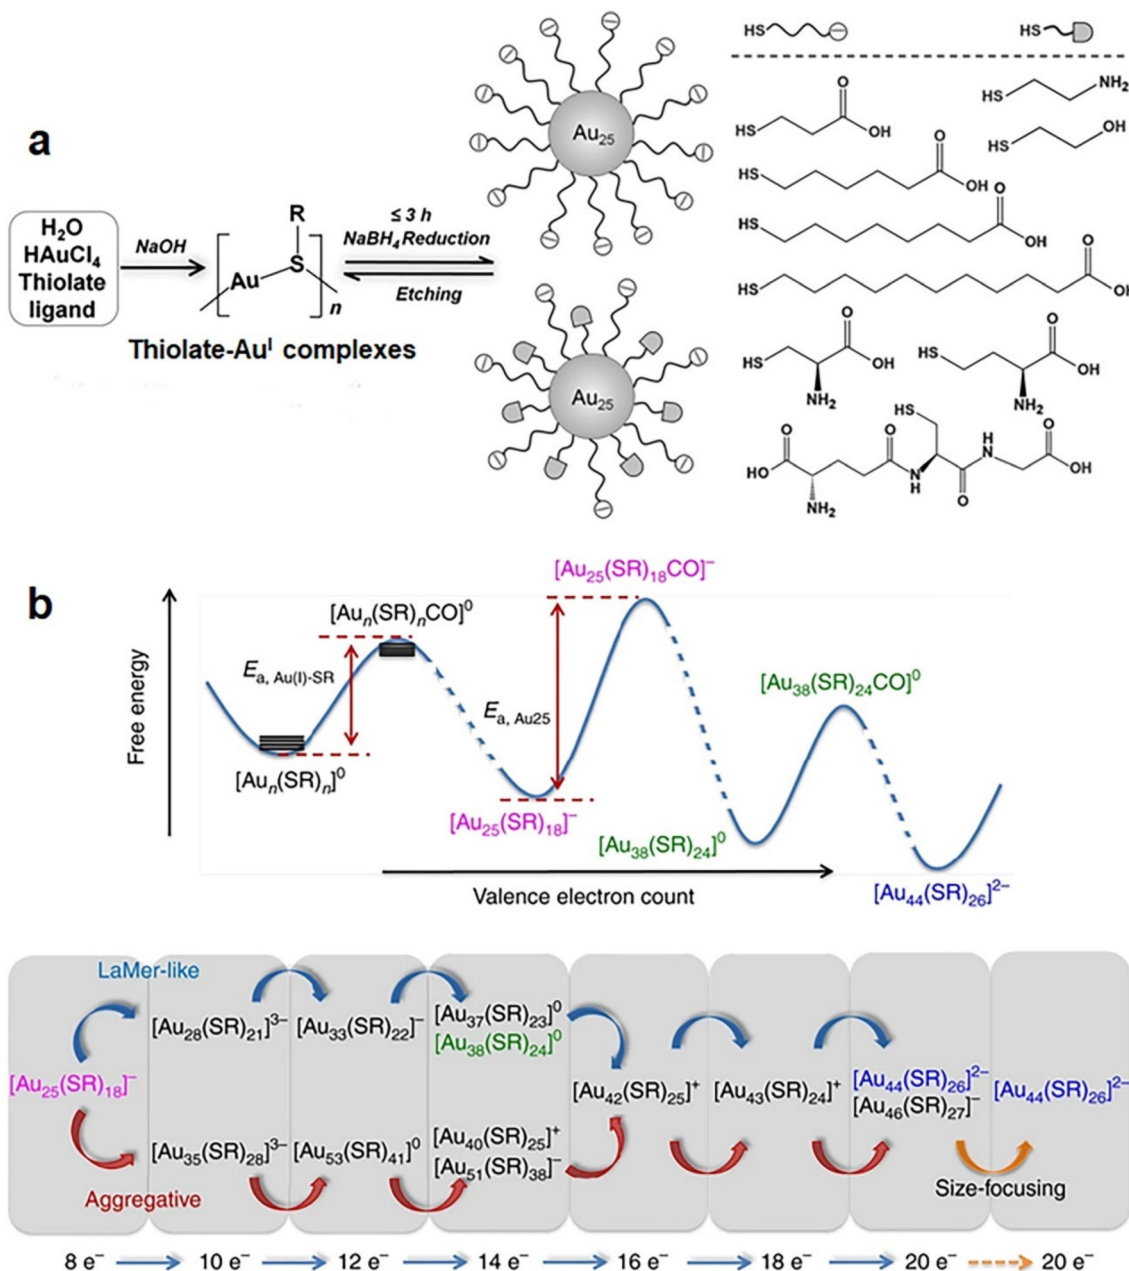 a
H₂O
HAuCl₄
Thiolate
ligand
NaOH
R
Au
S
n
≤ 3 h
NaBH₄ Reduction
Etching
Thiolate-Auᴵ complexes
Au₂₅
Au₂₅
HS
HS
HS
O
OH
HS
NH₂
HS
OH
HS
O
OH
HS
O
OH
HS
O
OH
HS
O
OH
NH₂
HS
O
OH
NH₂
HS
O
HO
NH₂
O
N
H
O
H
N
O
OH
b
Free energy
[Auₙ(SR)ₙCO]⁰
Eₐ, Au(I)-SR
[Auₙ(SR)ₙ]⁰
[Au₂₅(SR)₁₈CO]⁻
Eₐ, Au25
[Au₂₅(SR)₁₈]⁻
[Au₃₈(SR)₂₄CO]⁰
[Au₃₈(SR)₂₄]⁰
[Au₄₄(SR)₂₆]²⁻
Valence electron count
LaMer-like
[Au₂₈(SR)₂₁]³⁻
[Au₃₃(SR)₂₂]⁻
[Au₃₇(SR)₂₃]⁰
[Au₃₈(SR)₂₄]⁰
[Au₂₅(SR)₁₈]⁻
[Au₄₂(SR)₂₅]⁺
[Au₄₃(SR)₂₄]⁺
[Au₄₄(SR)₂₆]²⁻
[Au₄₆(SR)₂₇]⁻
[Au₄₄(SR)₂₆]²⁻
[Au₃₅(SR)₂₈]³⁻
[Au₅₃(SR)₄₁]⁰
[Au₄₀(SR)₂₅]⁺
[Au₅₁(SR)₃₈]⁻
Aggregative
Size-focusing
8 e⁻ 10 e⁻ 12 e⁻ 14 e⁻ 16 e⁻ 18 e⁻ 20 e⁻ 20 e⁻